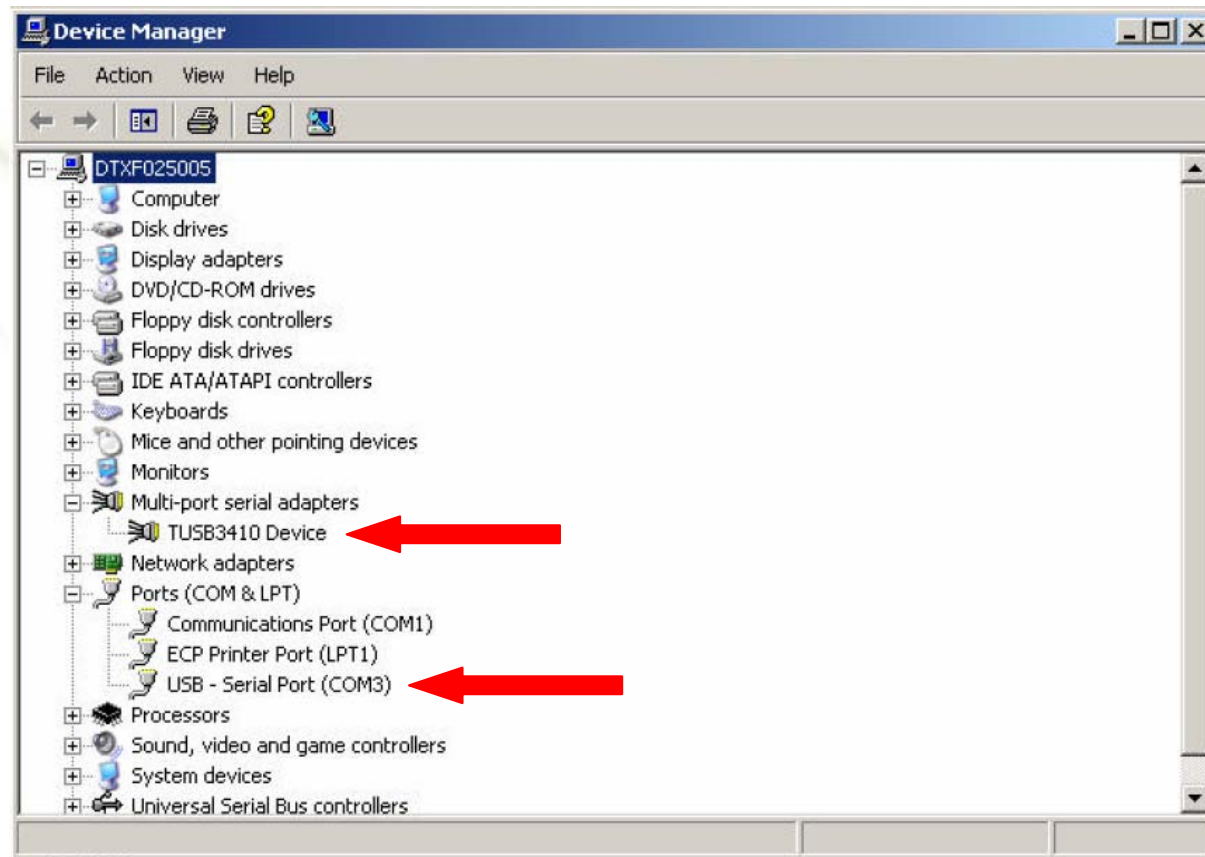 Device Manager
File Action View Help
DTXF025005
Computer
Disk drives
Display adapters
DVD/CD-ROM drives
Floppy disk controllers
Floppy disk drives
IDE ATA/ATAPI controllers
Keyboards
Mice and other pointing devices
Monitors
Multi-port serial adapters
TUSB3410 Device
Network adapters
Ports (COM & LPT)
Communications Port (COM1)
ECP Printer Port (LPT1)
USB - Serial Port (COM3)
Processors
Sound, video and game controllers
System devices
Universal Serial Bus controllers